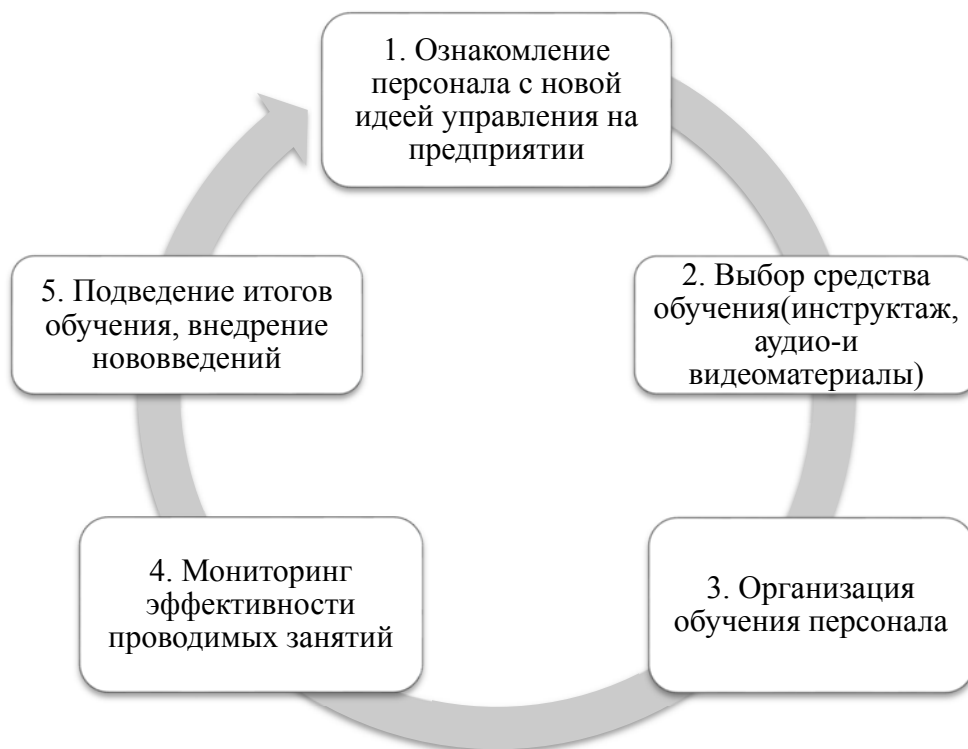 1. Ознакомление
персонала с новой
идеей управления на
предприятии
2. Выбор средства
обучения(инструктаж,
аудио-и
видеоматериалы)
3. Организация
обучения персонала
4. Мониторинг
эффективности
проводимых занятий
5. Подведение итогов
обучения, внедрение
нововведений